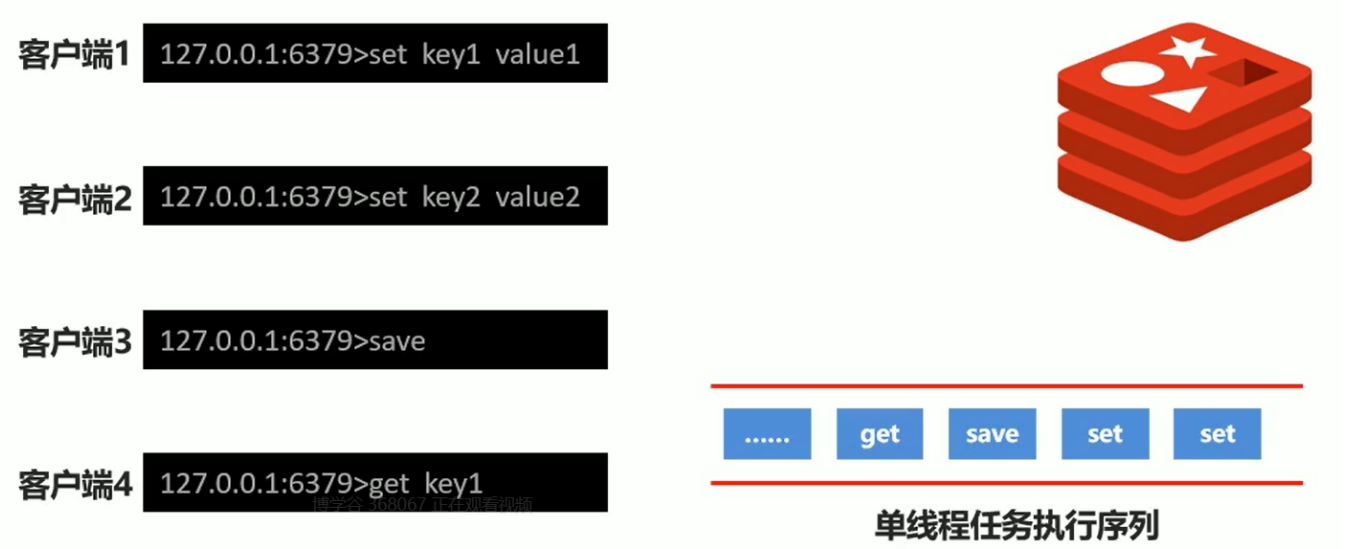 客户端1 127.0.0.1:6379>set key1 value1
客户端2 127.0.0.1:6379>set key2 value2
客户端3 127.0.0.1:6379>save
客户端4 127.0.0.1:6379>get key1
博学谷 368067 正在观看视频
...... get save set set
单线程任务执行序列